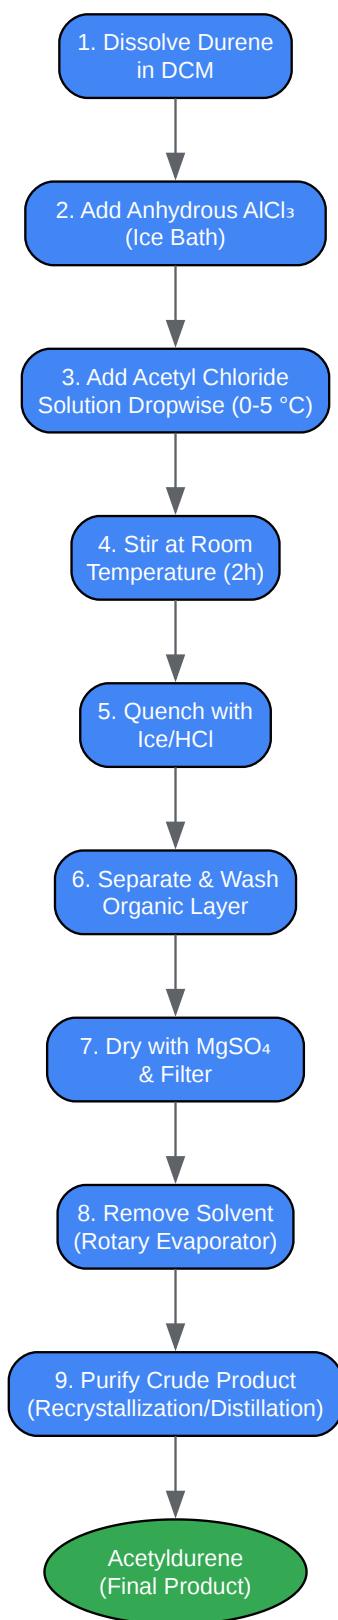 1. Dissolve Durene
in DCM
2. Add Anhydrous AlCl₃
(Ice Bath)
3. Add Acetyl Chloride
Solution Dropwise (0-5 °C)
4. Stir at Room
Temperature (2h)
5. Quench with
Ice/HCl
6. Separate & Wash
Organic Layer
7. Dry with MgSO₄
& Filter
8. Remove Solvent
(Rotary Evaporator)
9. Purify Crude Product
(Recrystallization/Distillation)
Acetyldurene
(Final Product)